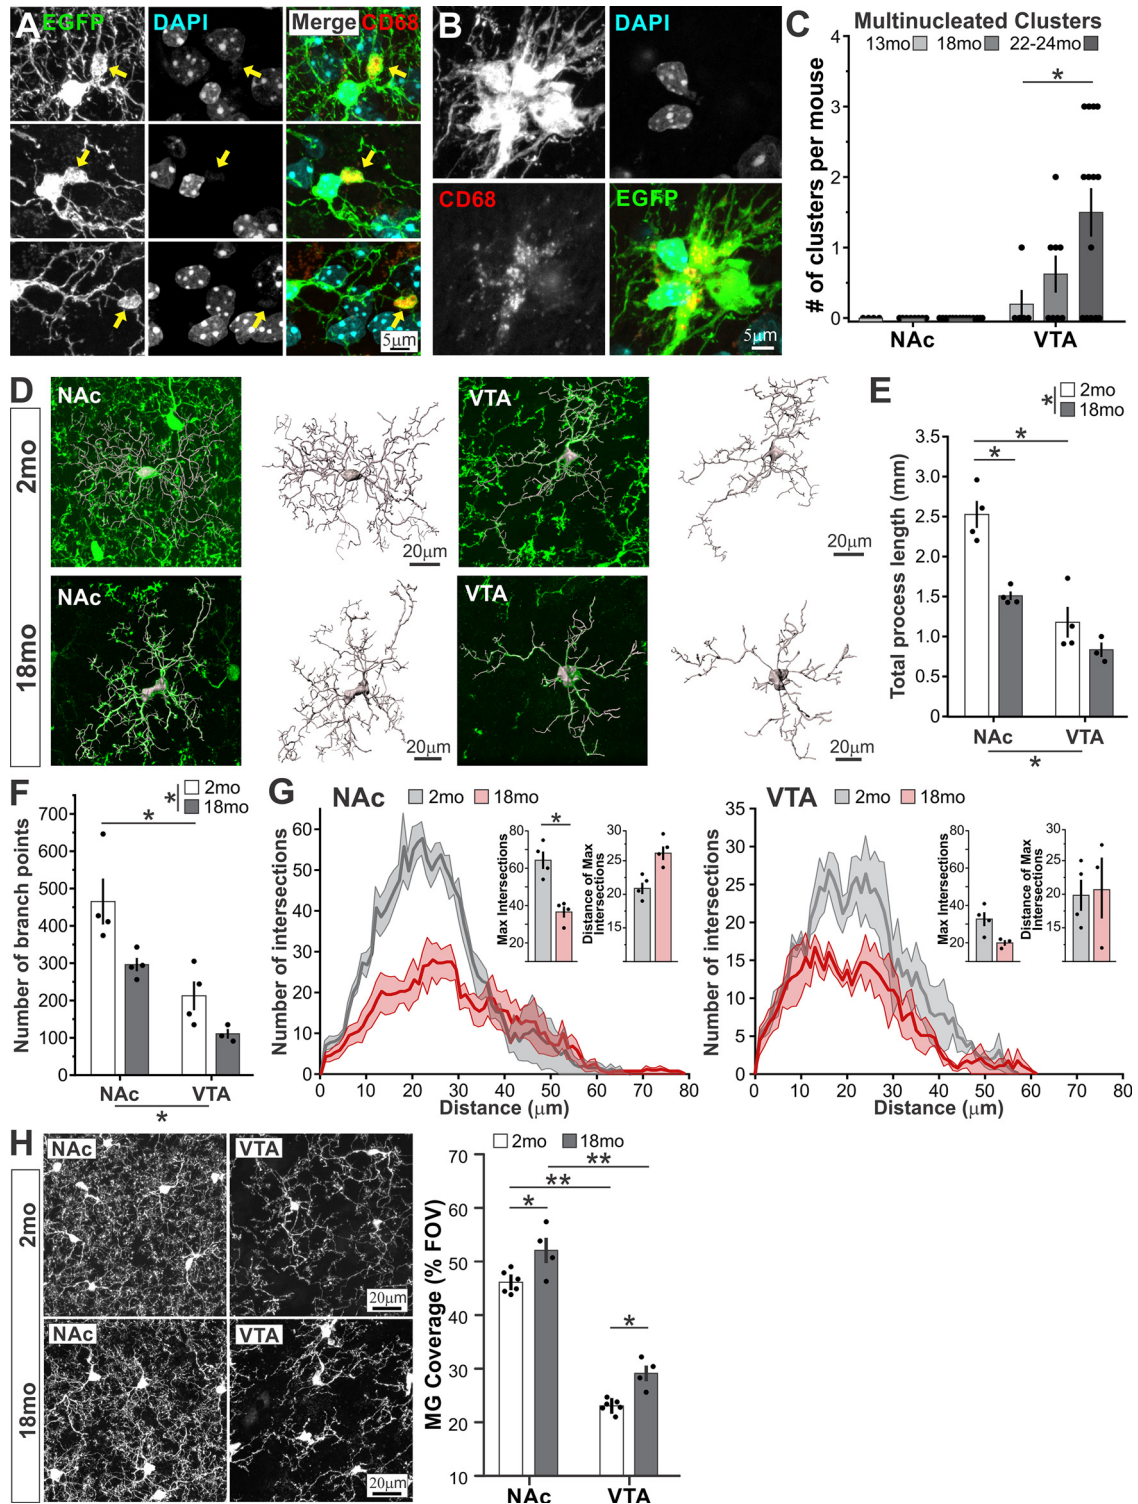 A EGFP DAPI Merge CD68
5μm
B DAPI
CD68 EGFP
5μm
C Multinucleated Clusters
13mo 18mo 22-24mo
*
# of clusters per mouse
4
3
2
1
0
NAc VTA
D
2mo
NAc VTA
20μm 20μm
18mo
NAc VTA
20μm 20μm
E
2mo
* 18mo
*
*
Total process length (mm)
3.5
3.0
2.5
2.0
1.5
1.0
0.5
0
NAc VTA
*
F
2mo
* 18mo
*
Number of branch points
700
600
500
400
300
200
100
0
NAc VTA
*
G NAc 2mo 18mo
Number of intersections
60
50
40
30
20
10
0
0 10 20 30 40 50 60 70 80
Distance (μm)
Max Intersections
80
60
40
20
*
Distance of Max
Intersections
30
25
20
15
VTA 2mo 18mo
Number of intersections
35
30
25
20
15
10
5
0
0 10 20 30 40 50 60 70 80
Distance (μm)
Max Intersections
80
60
40
20
Distance of Max
Intersections
30
25
20
15
H
2mo
NAc VTA
20μm
18mo
NAc VTA
20μm
2mo 18mo
MG Coverage (% FOV)
70
60
50
40
30
20
10
**
**
*
*
NAc VTA